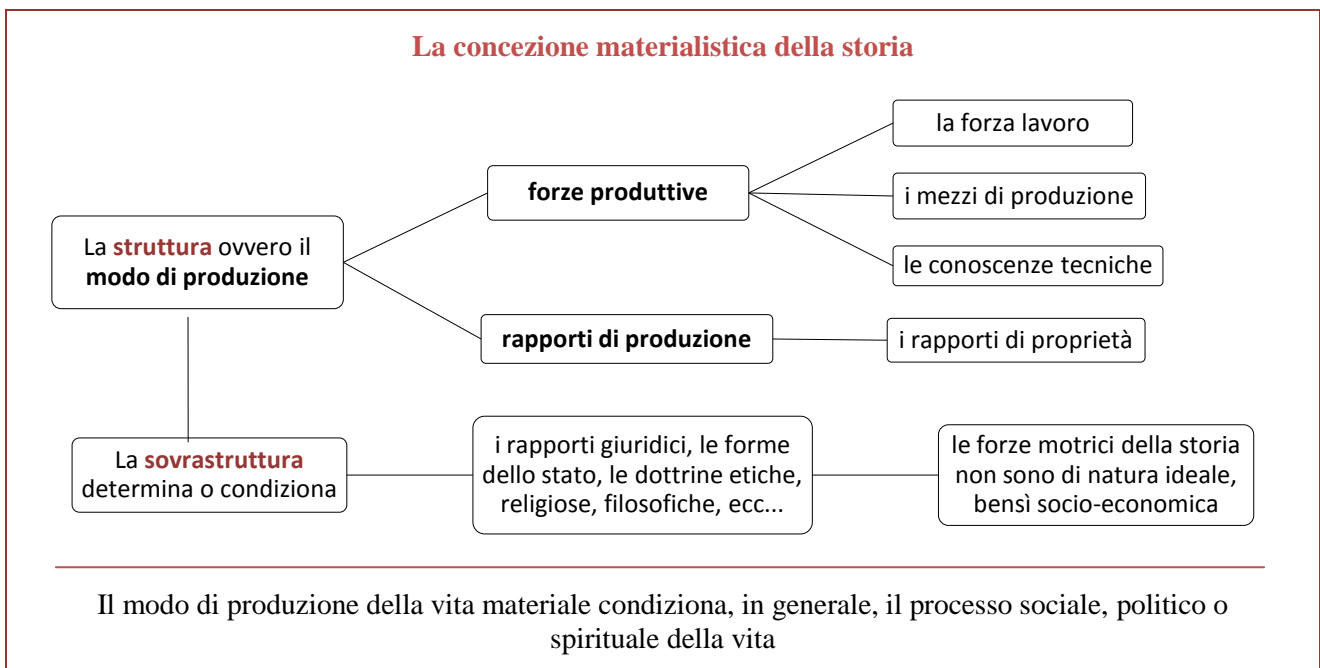 La concezione materialistica della storia
la forza lavoro
forze produttive
i mezzi di produzione
La struttura ovvero il
modo di produzione
le conoscenze tecniche
rapporti di produzione
i rapporti di proprietà
La sovrastruttura
determina o condiziona
i rapporti giuridici, le forme
dello stato, le dottrine etiche,
religiose, filosofiche, ecc...
le forze motrici della storia
non sono di natura ideale,
bensì socio-economica
Il modo di produzione della vita materiale condiziona, in generale, il processo sociale, politico o
spirituale della vita